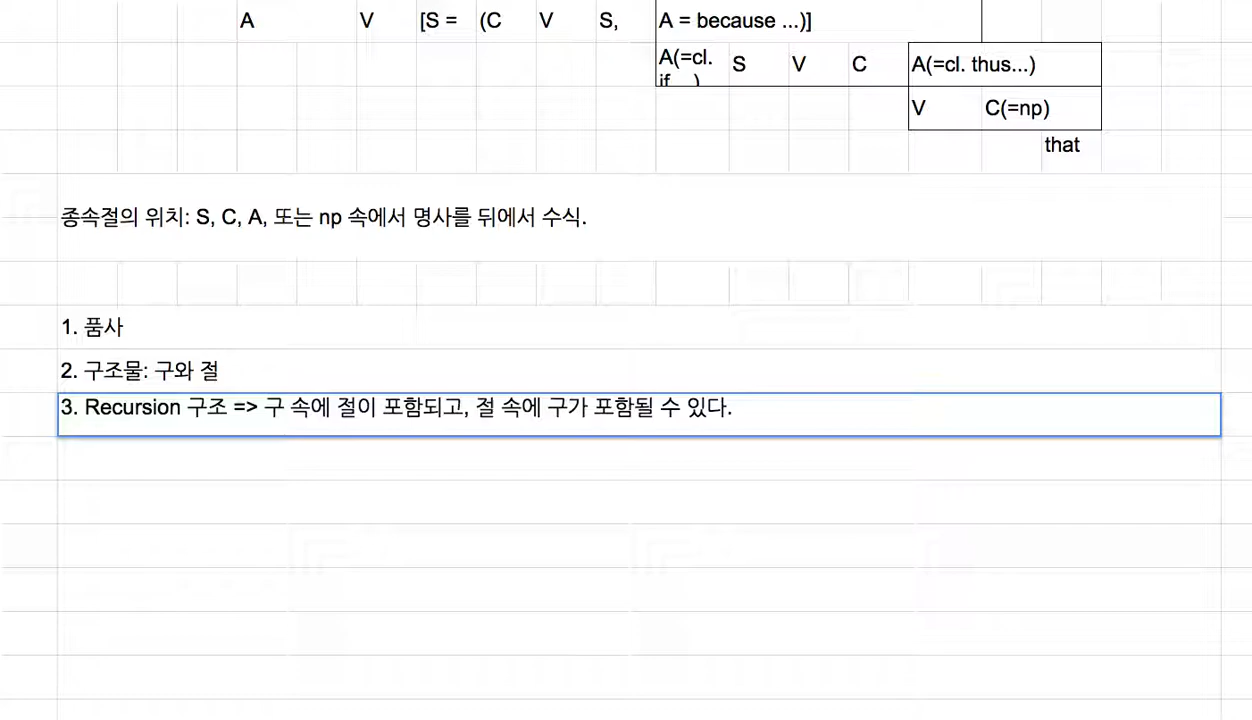 A V [S = (C V S, A = because ...)]
A(=cl. S V C A(=cl. thus...)
if ...)
V C(=np)
that
종속절의 위치: S, C, A, 또는 np 속에서 명사를 뒤에서 수식.
1. 품사
2. 구조물: 구와 절
3. Recursion 구조 => 구 속에 절이 포함되고, 절 속에 구가 포함될 수 있다.